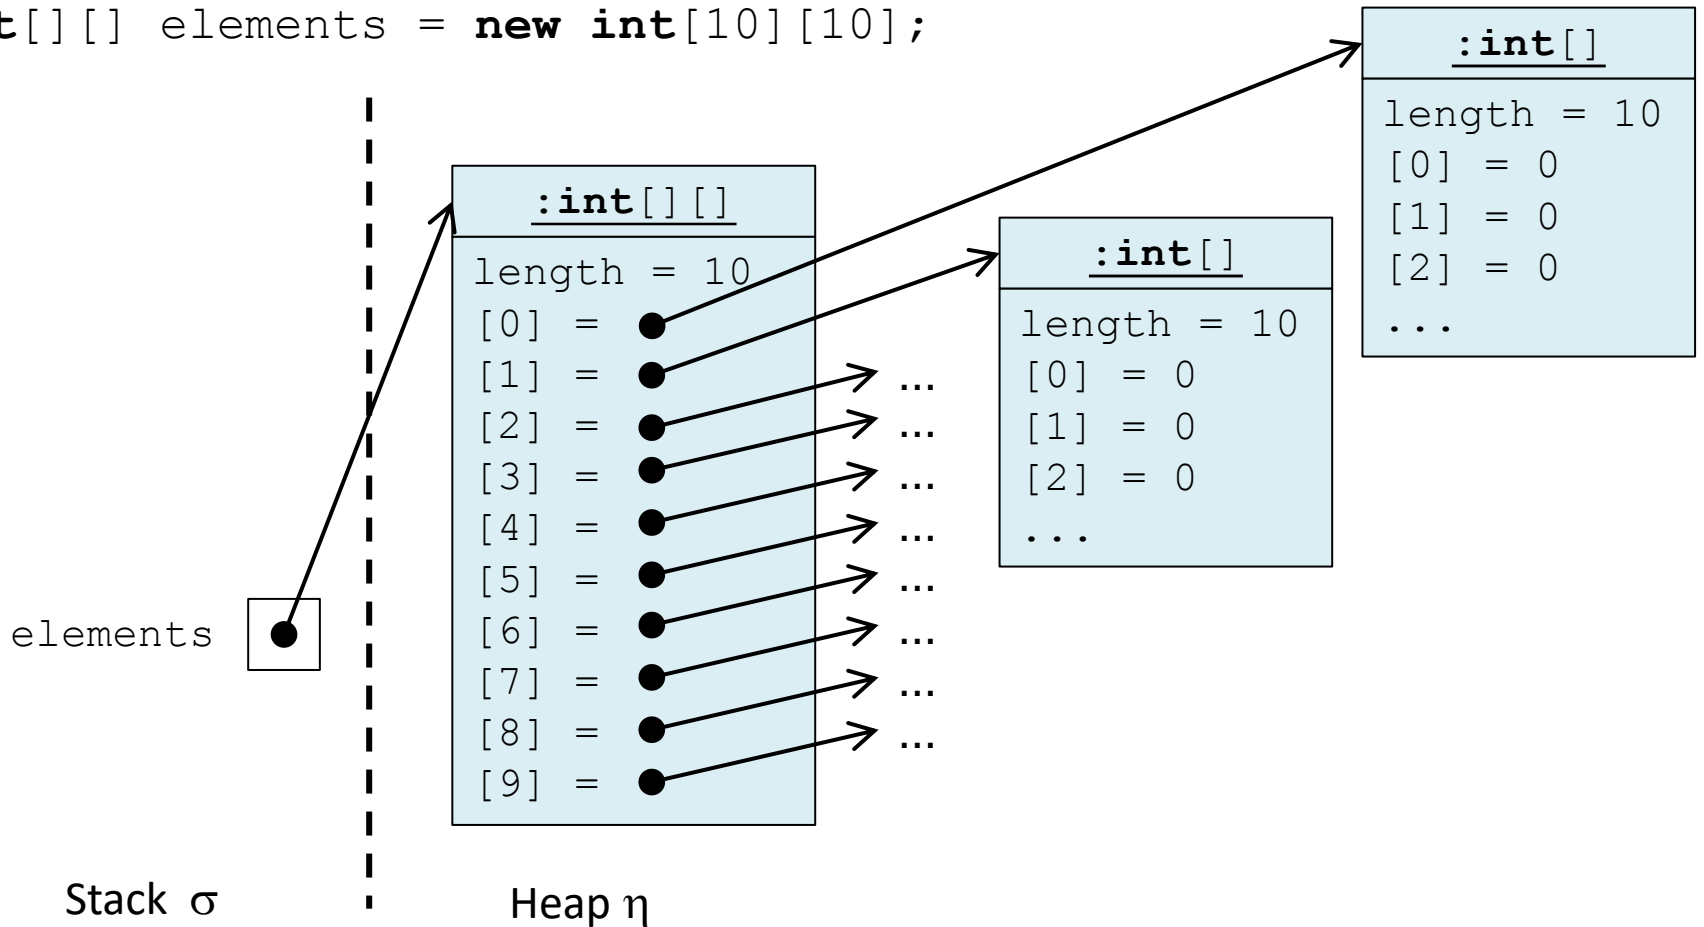 t[][] elements = new int[10][10];
:int[]
length = 10
[0] = 0
[1] = 0
[2] = 0
...
:int[][]
length = 10
[0] =
[1] =
[2] =
[3] =
[4] =
[5] =
[6] =
[7] =
[8] =
[9] =
...
...
...
...
...
...
...
...
:int[]
length = 10
[0] = 0
[1] = 0
[2] = 0
...
elements
Stack σ
Heap η